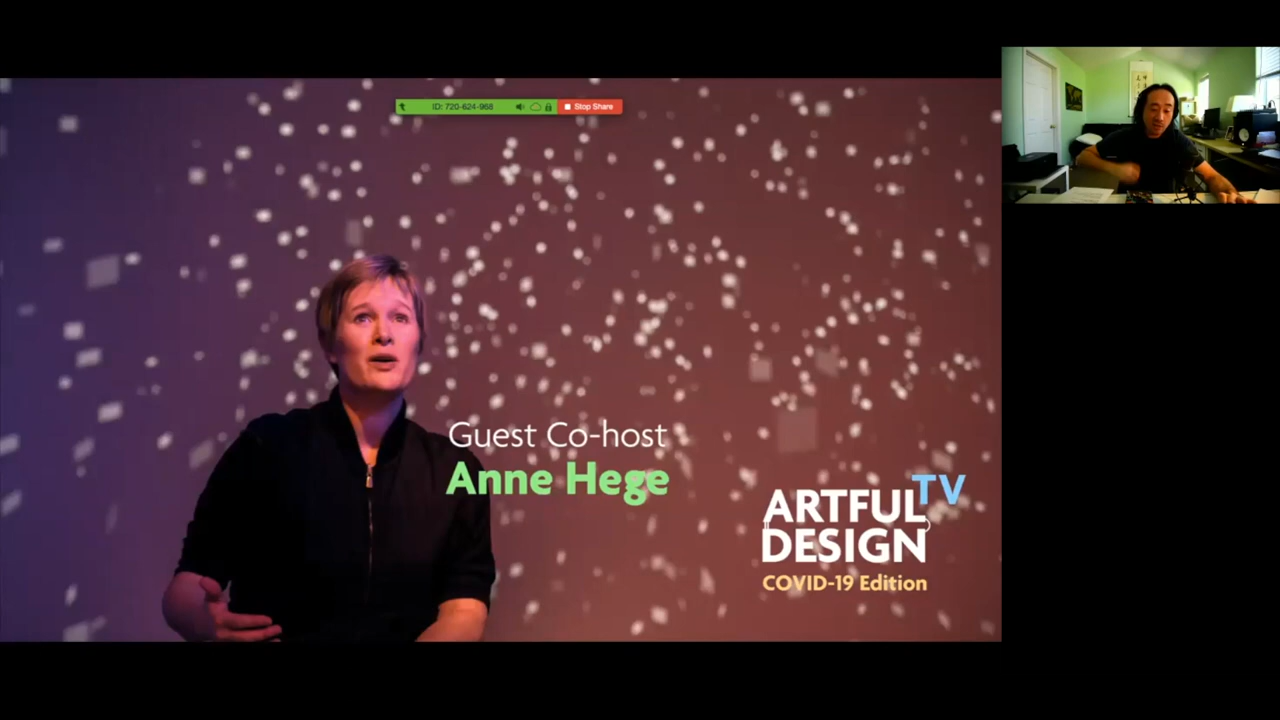 ID: 720-624-968
Stop Share
Guest Co-host
Anne Hege
ARTFUL TV
DESIGN
COVID-19 Edition